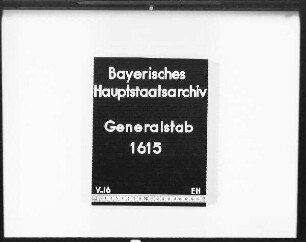 Bayerisches
Hauptstaatsarchiv
Generalstab
1615
V.16 EH